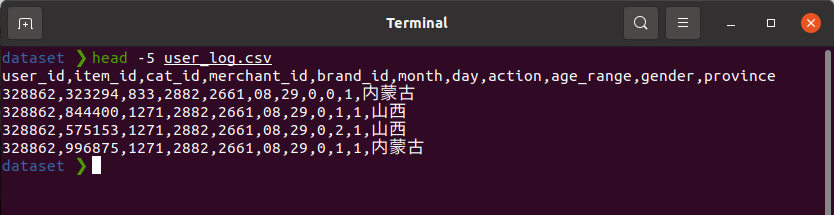 Terminal
dataset ❯ head -5 user_log.csv
user_id,item_id,cat_id,merchant_id,brand_id,month,day,action,age_range,gender,province
328862,323294,833,2882,2661,08,29,0,0,1,内蒙古
328862,844400,1271,2882,2661,08,29,0,1,1,山西
328862,575153,1271,2882,2661,08,29,0,2,1,山西
328862,996875,1271,2882,2661,08,29,0,1,1,内蒙古
dataset ❯